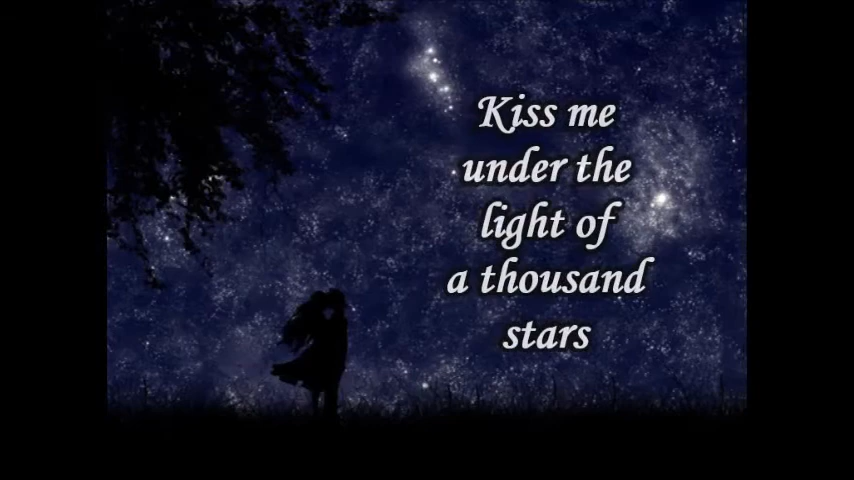 Kiss me
under the
light of
a thousand
stars